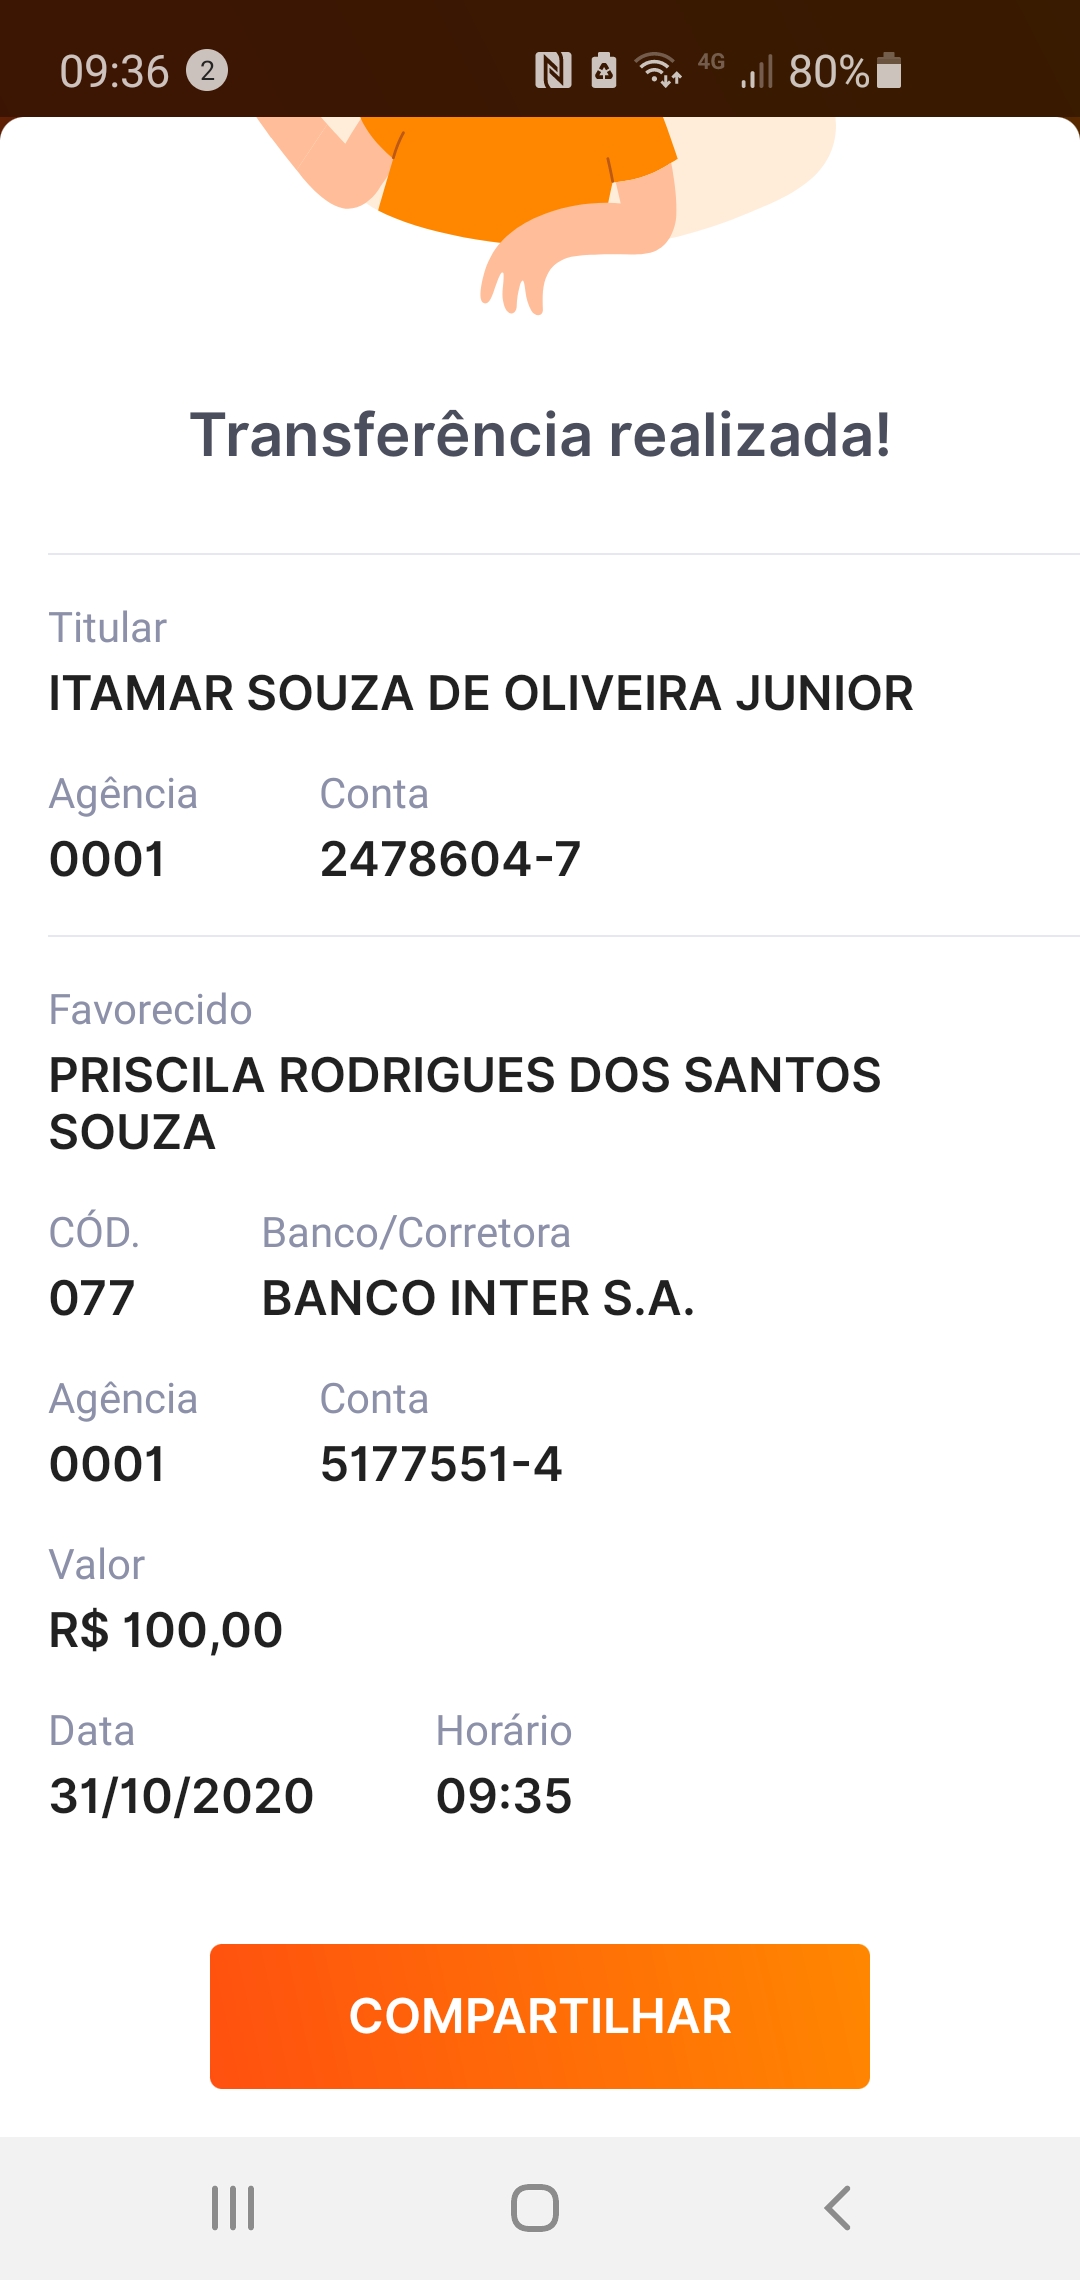 09:36 2 4G 80%
Transferência realizada!
Titular
ITAMAR SOUZA DE OLIVEIRA JUNIOR
Agência Conta
0001 2478604-7
Favorecido
PRISCILA RODRIGUES DOS SANTOS
SOUZA
CÓD. Banco/Corretora
077 BANCO INTER S.A.
Agência Conta
0001 5177551-4
Valor
R$ 100,00
Data Horário
31/10/2020 09:35
COMPARTILHAR